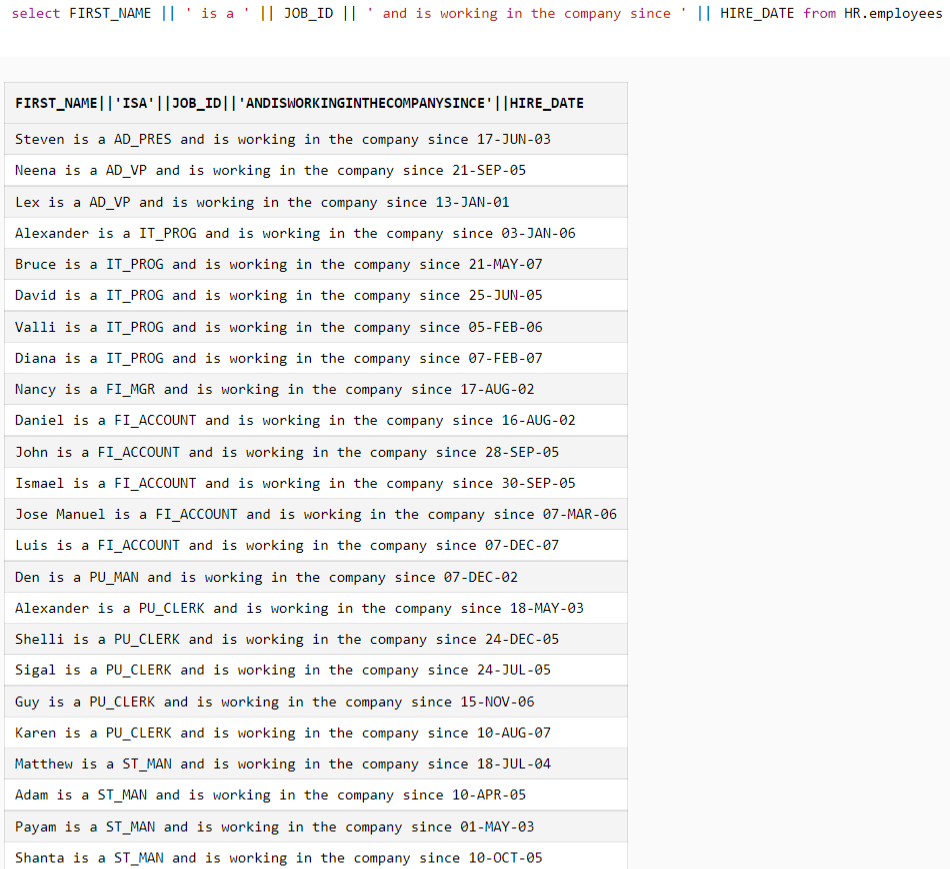 select FIRST_NAME || ' is a ' || JOB_ID || ' and is working in the company since ' || HIRE_DATE from HR.employees
FIRST_NAME||'ISA'||JOB_ID||'ANDISWORKINGINTHECOMPANYSINCE'||HIRE_DATE
Steven is a AD_PRES and is working in the company since 17-JUN-03
Neena is a AD_VP and is working in the company since 21-SEP-05
Lex is a AD_VP and is working in the company since 13-JAN-01
Alexander is a IT_PROG and is working in the company since 03-JAN-06
Bruce is a IT_PROG and is working in the company since 21-MAY-07
David is a IT_PROG and is working in the company since 25-JUN-05
Valli is a IT_PROG and is working in the company since 05-FEB-06
Diana is a IT_PROG and is working in the company since 07-FEB-07
Nancy is a FI_MGR and is working in the company since 17-AUG-02
Daniel is a FI_ACCOUNT and is working in the company since 16-AUG-02
John is a FI_ACCOUNT and is working in the company since 28-SEP-05
Ismael is a FI_ACCOUNT and is working in the company since 30-SEP-05
Jose Manuel is a FI_ACCOUNT and is working in the company since 07-MAR-06
Luis is a FI_ACCOUNT and is working in the company since 07-DEC-07
Den is a PU_MAN and is working in the company since 07-DEC-02
Alexander is a PU_CLERK and is working in the company since 18-MAY-03
Shelli is a PU_CLERK and is working in the company since 24-DEC-05
Sigal is a PU_CLERK and is working in the company since 24-JUL-05
Guy is a PU_CLERK and is working in the company since 15-NOV-06
Karen is a PU_CLERK and is working in the company since 10-AUG-07
Matthew is a ST_MAN and is working in the company since 18-JUL-04
Adam is a ST_MAN and is working in the company since 10-APR-05
Payam is a ST_MAN and is working in the company since 01-MAY-03
Shanta is a ST_MAN and is working in the company since 10-OCT-05